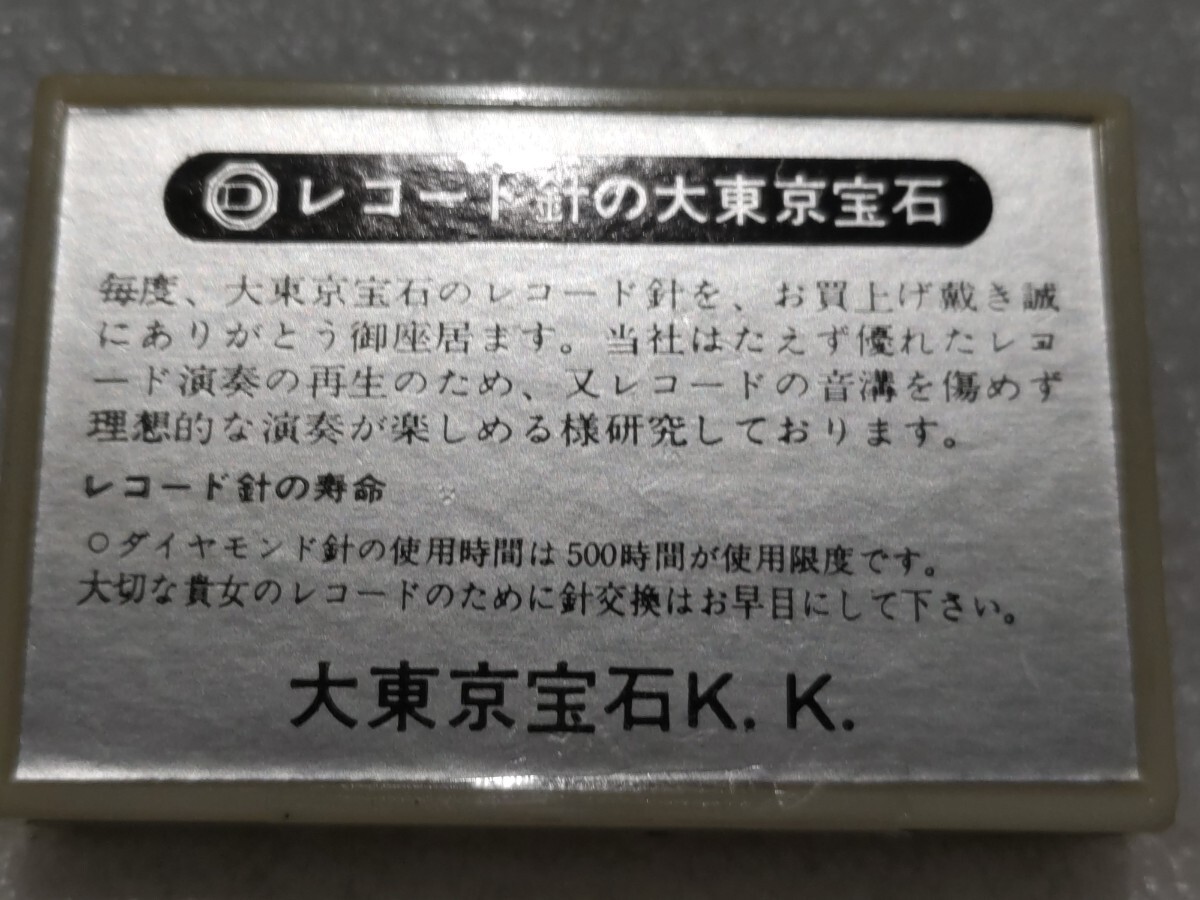 D レコード針の大東京宝石
毎度、大東京宝石のレコード針を、お買上げ戴き誠
にありがとう御座居ます。当社はたえず優れたレコ
ード演奏の再生のため、又レコードの音溝を傷めず
理想的な演奏が楽しめる様研究しております。
レコード針の寿命
○ダイヤモンド針の使用時間は500時間が使用限度です。
大切な貴女のレコードのために針交換はお早目にして下さい。
大東京宝石K.K.